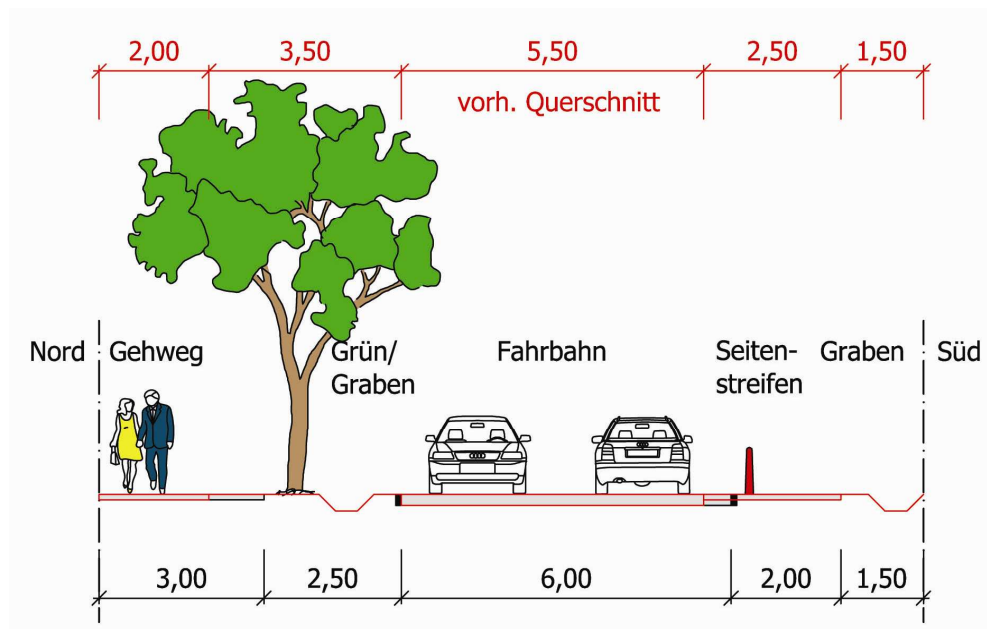 2,00 3,50 5,50 2,50 1,50
vorh. Querschnitt
Nord Gehweg Grün/ Fahrbahn Seiten- Graben Süd
Graben streifen
3,00 2,50 6,00 2,00 1,50